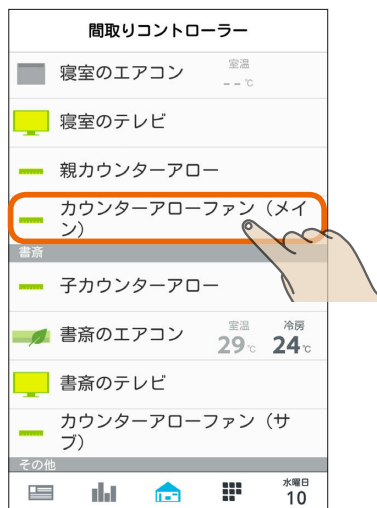 間取りコントローラー
寝室のエアコン
室温
--℃
寝室のテレビ
親カウンターアロー
カウンターアローファン（メイ
ン）
書斎
子カウンターアロー
書斎のエアコン
室温 冷房
29℃ 24℃
書斎のテレビ
カウンターアローファン（サ
ブ）
その他
水曜日
10